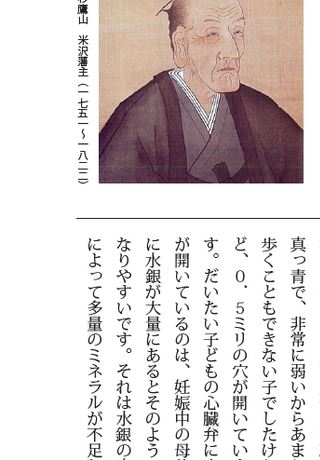 鷹山　米沢藩主（一七五一〜一八二二）
真っ青で、非常に弱いからあま
歩くこともできない子でしたけ
ど、０．５ミリの穴が開いてい
す。だいたい子どもの心臓弁に
が開いているのは、妊娠中の母
に水銀が大量にあるとそのよう
なりやすいです。それは水銀の
によって多量のミネラルが不足